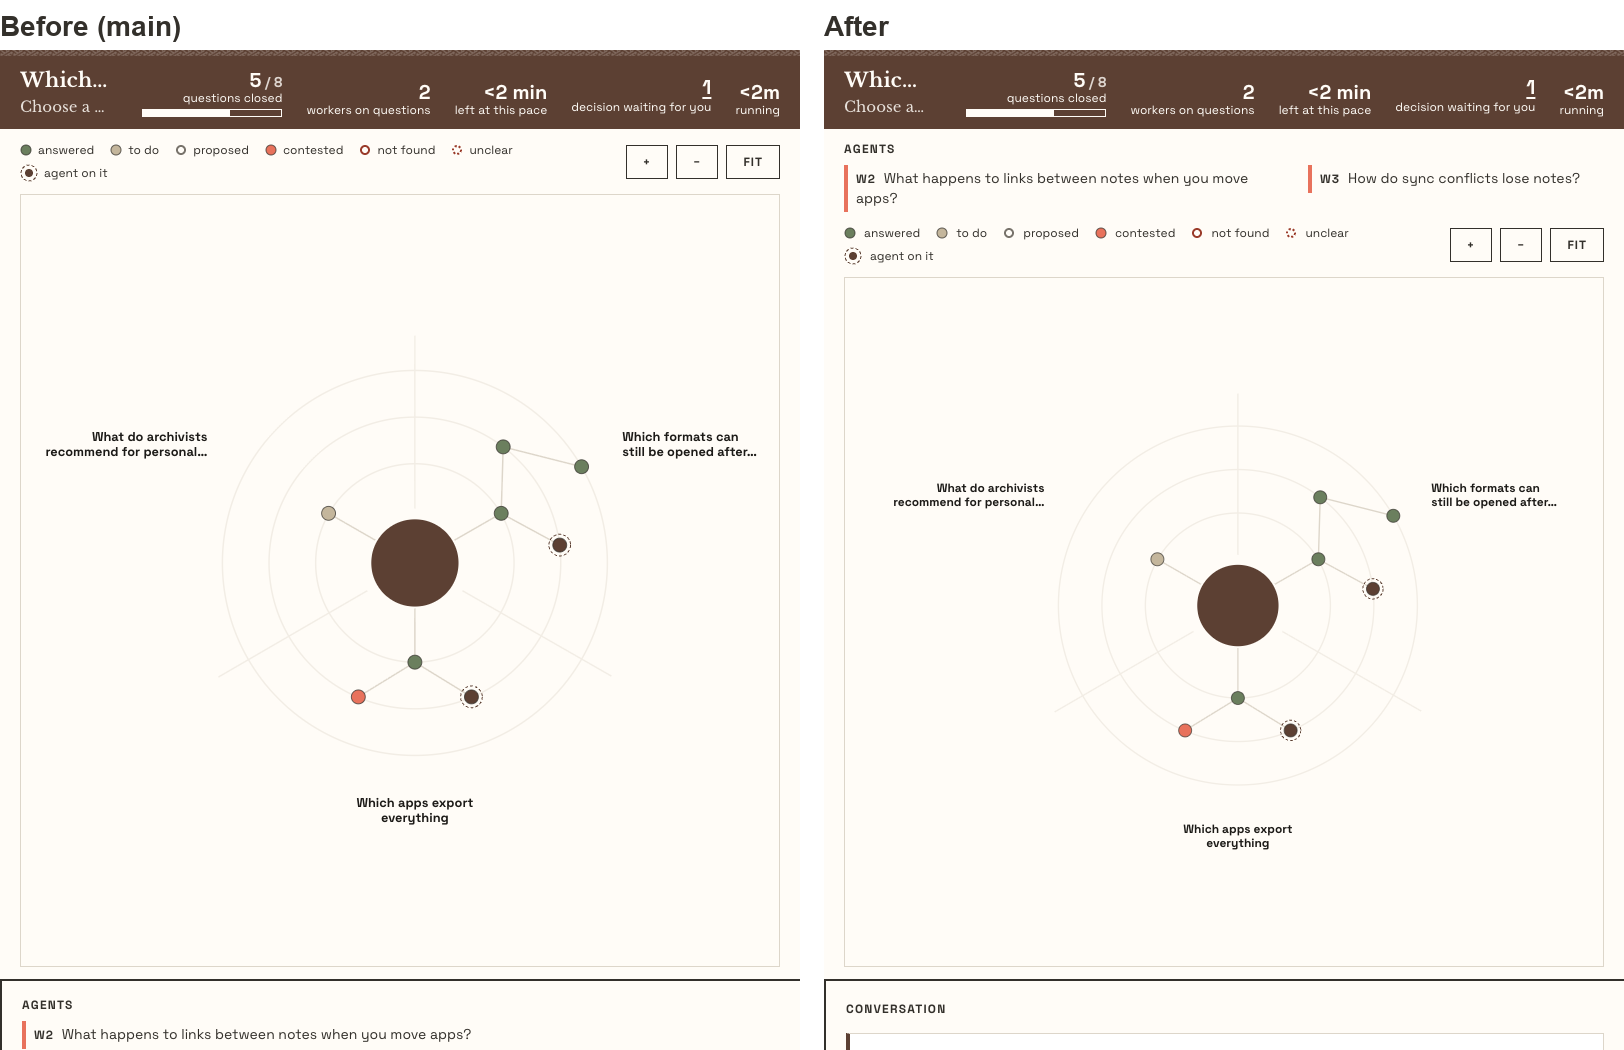 Before (main)
Which...
Choose a ...
5 / 8
questions closed
2
workers on questions
<2 min
left at this pace
1
decision waiting for you
<2m
running
answered
to do
proposed
contested
not found
unclear
agent on it
+
−
FIT
What do archivists
recommend for personal...
Which formats can
still be opened after...
Which apps export
everything
AGENTS
W2 What happens to links between notes when you move apps?
After
Whic...
Choose a...
5 / 8
questions closed
2
workers on questions
<2 min
left at this pace
1
decision waiting for you
<2m
running
AGENTS
W2 What happens to links between notes when you move
apps?
W3 How do sync conflicts lose notes?
answered
to do
proposed
contested
not found
unclear
agent on it
+
−
FIT
What do archivists
recommend for personal...
Which formats can
still be opened after...
Which apps export
everything
CONVERSATION